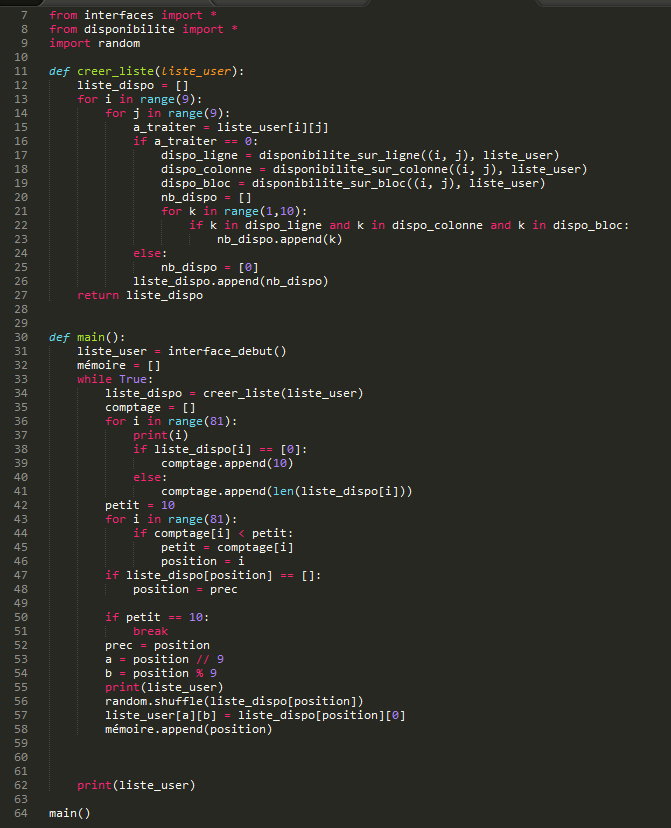 7 from interfaces import *
8 from disponibilite import *
9 import random
10
11 def creer_liste(liste_user):
12     liste_dispo = []
13     for i in range(9):
14         for j in range(9):
15             a_traiter = liste_user[i][j]
16             if a_traiter == 0:
17                 dispo_ligne = disponibilite_sur_ligne((i, j), liste_user)
18                 dispo_colonne = disponibilite_sur_colonne((i, j), liste_user)
19                 dispo_bloc = disponibilite_sur_bloc((i, j), liste_user)
20                 nb_dispo = []
21                 for k in range(1,10):
22                     if k in dispo_ligne and k in dispo_colonne and k in dispo_bloc:
23                         nb_dispo.append(k)
24             else:
25                 nb_dispo = [0]
26             liste_dispo.append(nb_dispo)
27     return liste_dispo
28
29
30 def main():
31     liste_user = interface_debut()
32     mémoire = []
33     while True:
34         liste_dispo = creer_liste(liste_user)
35         comptage = []
36         for i in range(81):
37             print(i)
38             if liste_dispo[i] == [0]:
39                 comptage.append(10)
40             else:
41                 comptage.append(len(liste_dispo[i]))
42         petit = 10
43         for i in range(81):
44             if comptage[i] < petit:
45                 petit = comptage[i]
46                 position = i
47         if liste_dispo[position] == []:
48             position = prec
49
50         if petit == 10:
51             break
52         prec = position
53         a = position // 9
54         b = position % 9
55         print(liste_user)
56         random.shuffle(liste_dispo[position])
57         liste_user[a][b] = liste_dispo[position][0]
58         mémoire.append(position)
59
60
61
62     print(liste_user)
63
64 main()